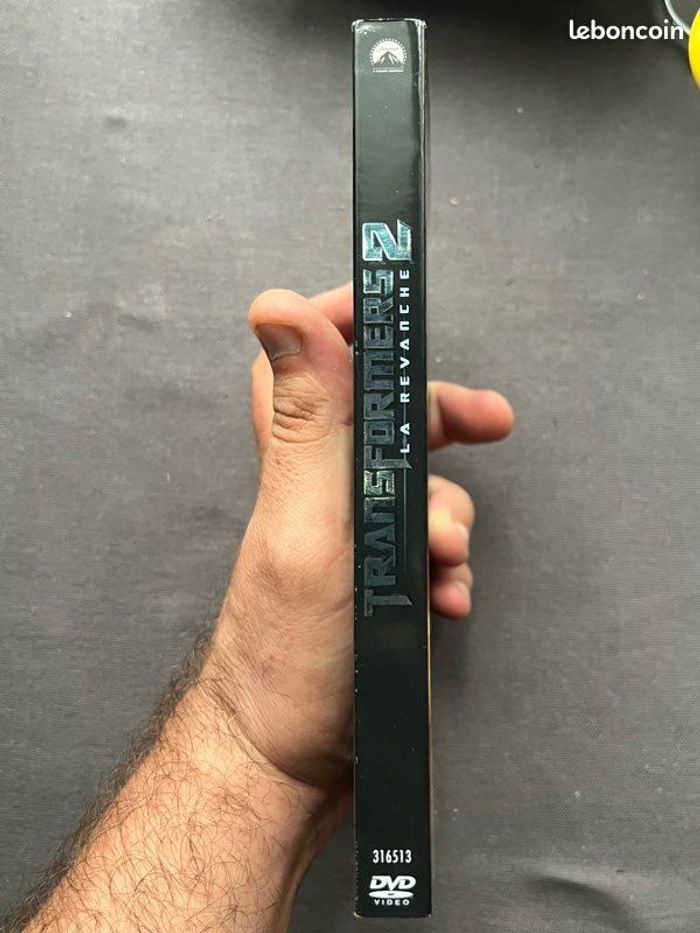 leboncoin
TRANSFORMERS 2
LA REVANCHE
316513
DVD
VIDEO